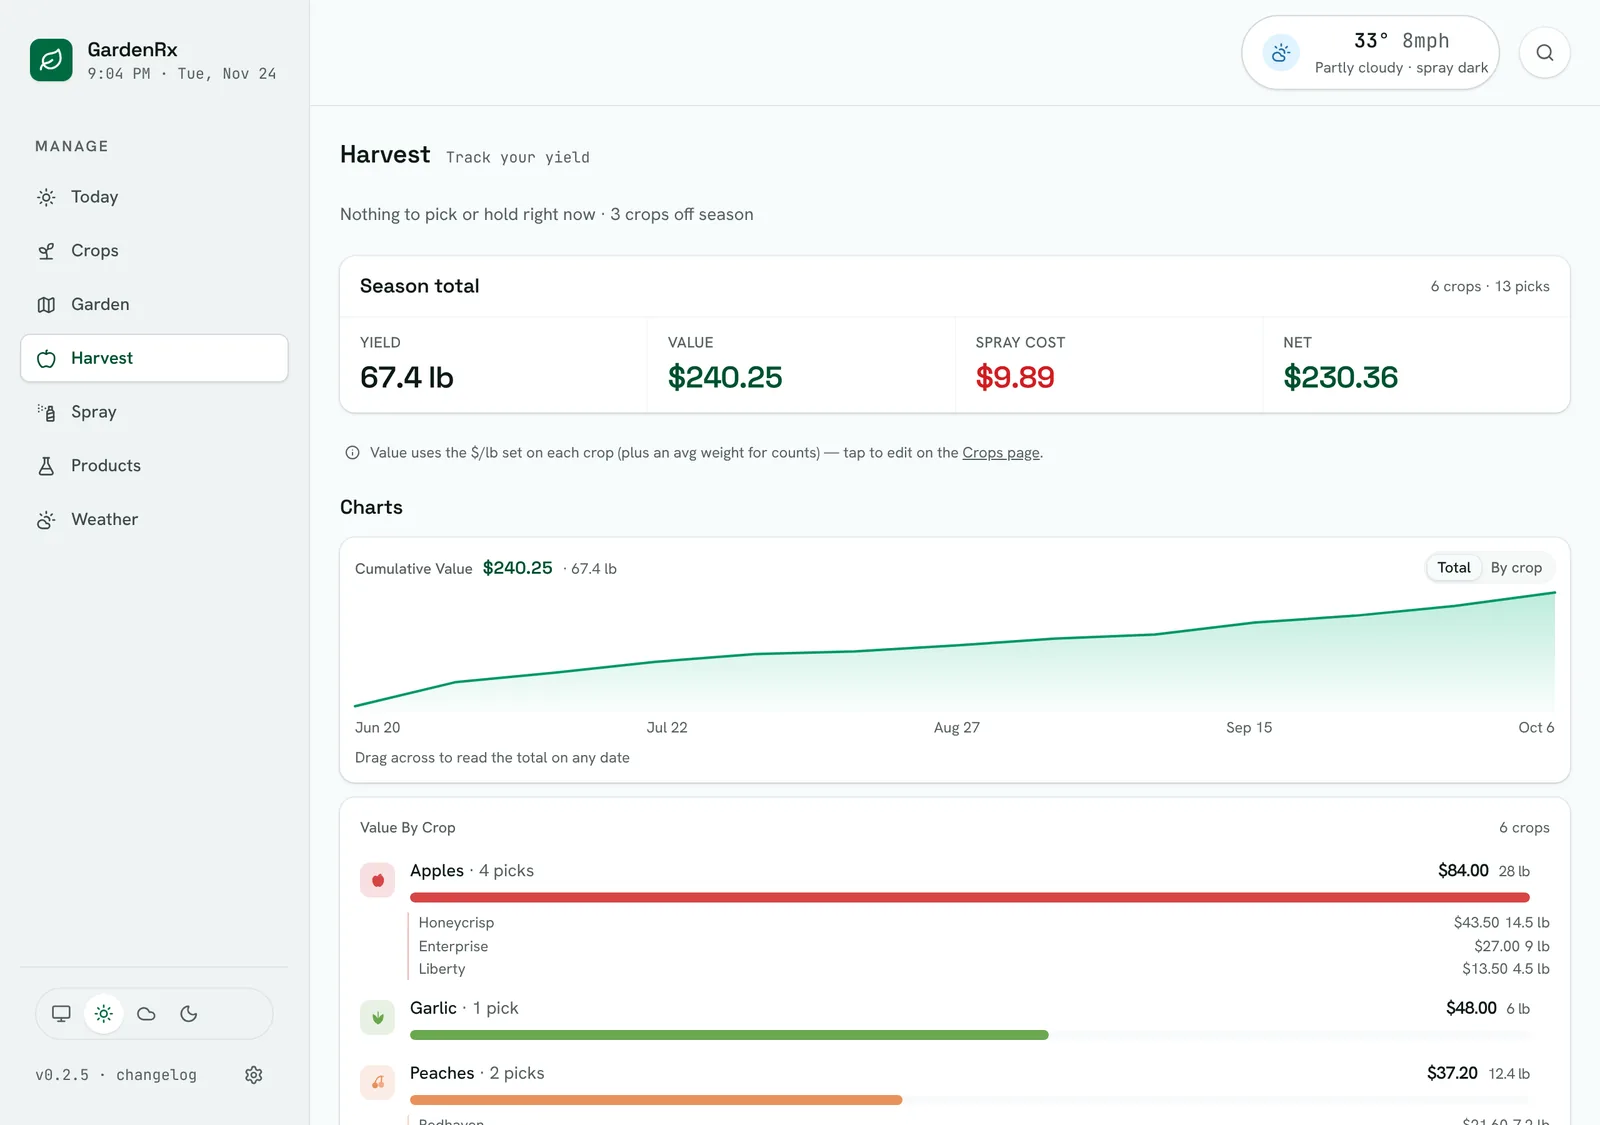 GardenRx
9:04 PM · Tue, Nov 24
33° 8mph
Partly cloudy · spray dark
MANAGE
Today
Crops
Garden
Harvest
Spray
Products
Weather
v0.2.5 · changelog
Harvest Track your yield
Nothing to pick or hold right now · 3 crops off season
Season total
6 crops · 13 picks
YIELD
67.4 lb
VALUE
$240.25
SPRAY COST
$9.89
NET
$230.36
Value uses the $/lb set on each crop (plus an avg weight for counts) — tap to edit on the Crops page.
Charts
Cumulative Value $240.25 · 67.4 lb
Total By crop
Jun 20 Jul 22 Aug 27 Sep 15 Oct 6
Drag across to read the total on any date
Value By Crop 6 crops
Apples · 4 picks $84.00 28 lb
Honeycrisp $43.50 14.5 lb
Enterprise $27.00 9 lb
Liberty $13.50 4.5 lb
Garlic · 1 pick $48.00 6 lb
Peaches · 2 picks $37.20 12.4 lb
Redhaven $21.60 7.2 lb